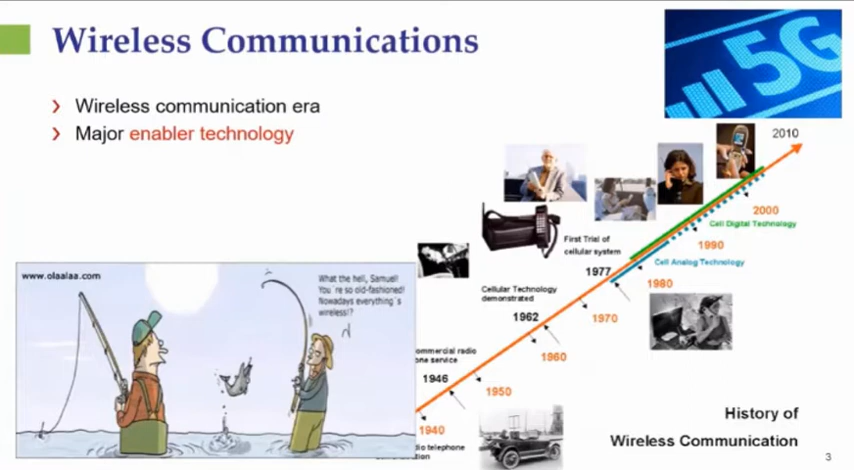 Wireless Communications
Wireless communication era
Major enabler technology
5G
2010
2000
Cell Digital Technology
1990
First Trial of
cellular system
1977
Cell Analog Technology
1980
Cellular Technology
demonstrated
1962
1970
1960
www.olaalaa.com
What the hell, Samuel!
You're so old-fashioned!
Nowadays everything's
wireless!?
ommercial radio
one service
1946
1950
1940
io telephone
tion
History of
Wireless Communication
3